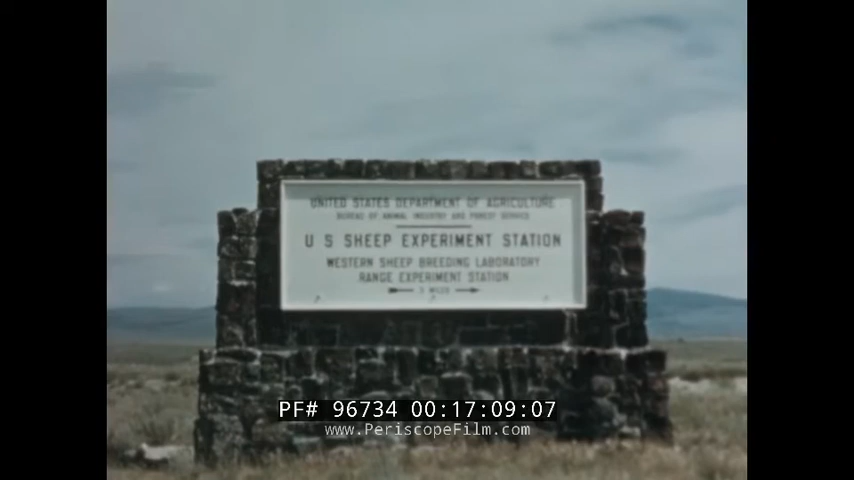 UNITED STATES DEPARTMENT OF AGRICULTURE
BUREAU OF ANIMAL INDUSTRY AND FOREST SERVICE
U S SHEEP EXPERIMENT STATION
WESTERN SHEEP BREEDING LABORATORY
RANGE EXPERIMENT STATION
MILES
PF# 96734 00:17:09:07
www.PeriscopeFilm.com